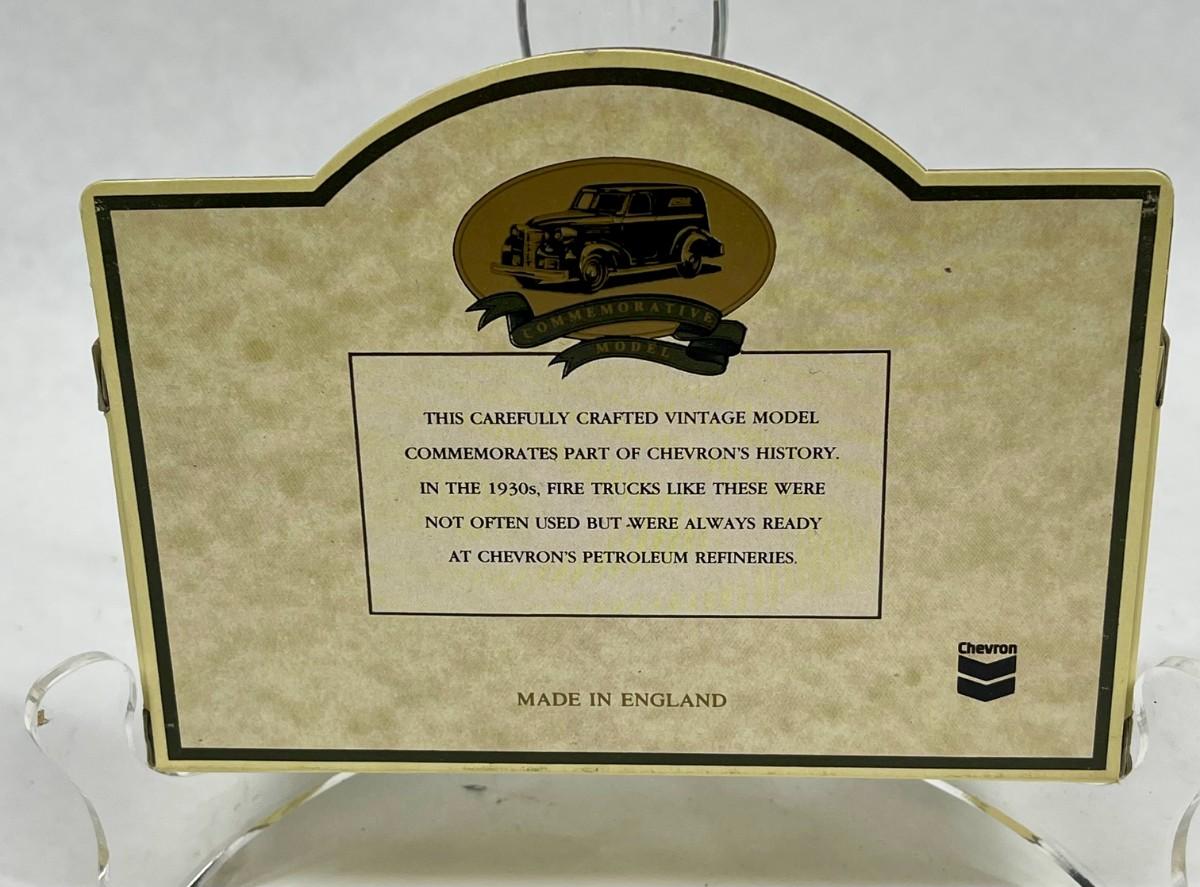 COMMEMORATIVE
MODEL
THIS CAREFULLY CRAFTED VINTAGE MODEL
COMMEMORATES PART OF CHEVRON'S HISTORY.
IN THE 1930s, FIRE TRUCKS LIKE THESE WERE
NOT OFTEN USED BUT WERE ALWAYS READY
AT CHEVRON'S PETROLEUM REFINERIES.
Chevron
MADE IN ENGLAND